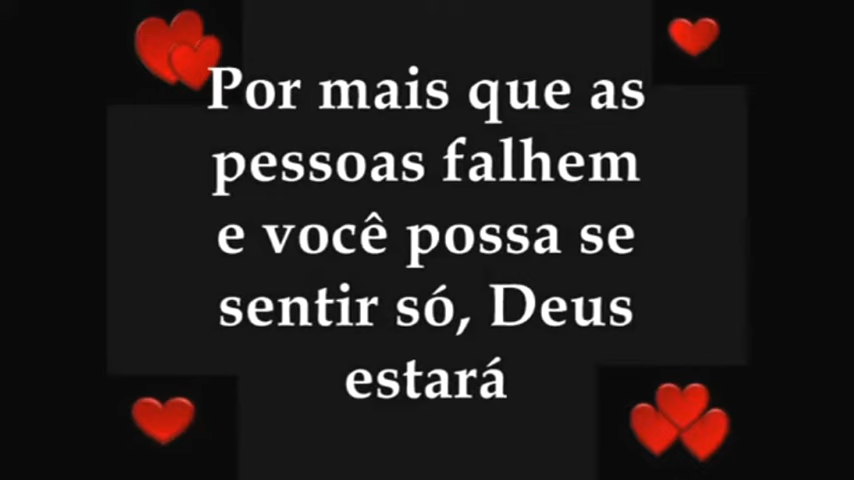 Por mais que as
pessoas falhem
e você possa se
sentir só, Deus
estará